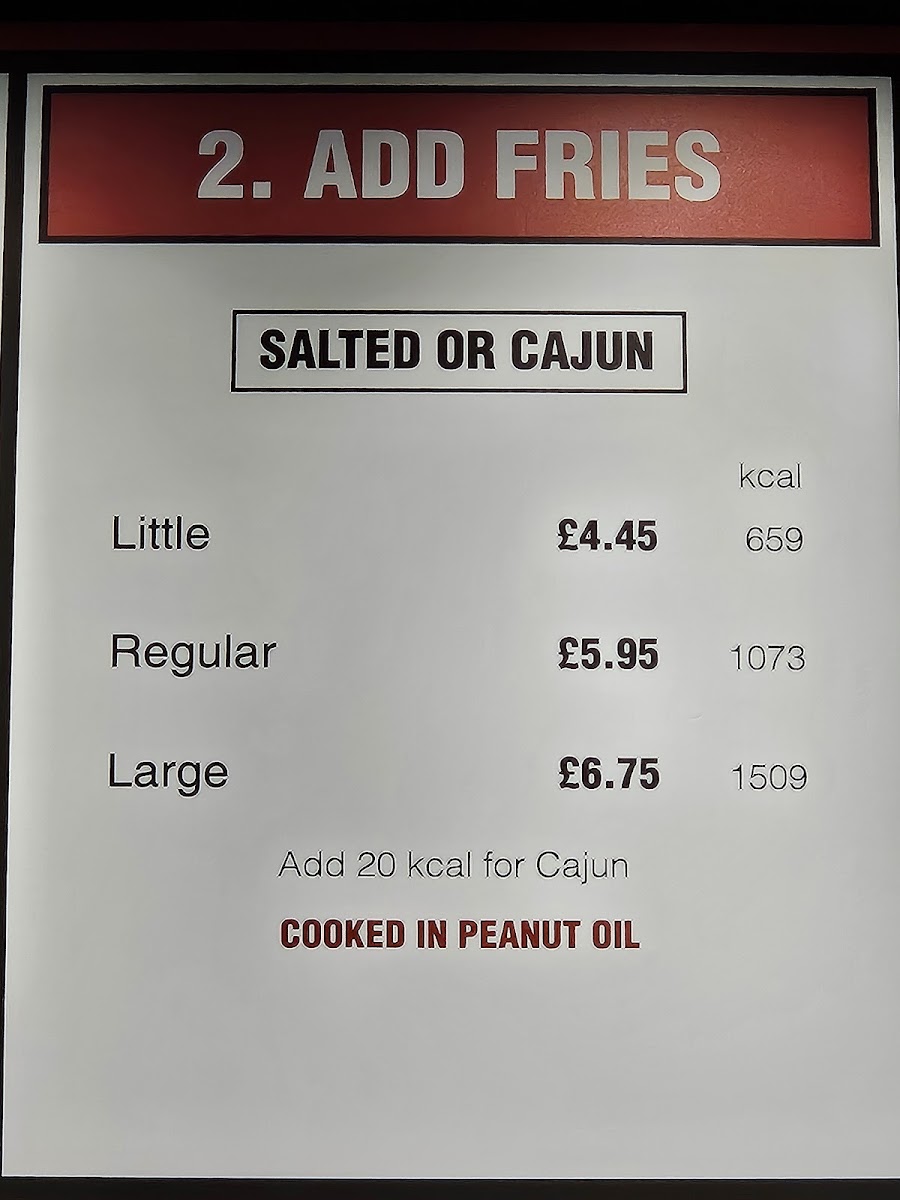 2. ADD FRIES
SALTED OR CAJUN
kcal
Little £4.45 659
Regular £5.95 1073
Large £6.75 1509
Add 20 kcal for Cajun
COOKED IN PEANUT OIL